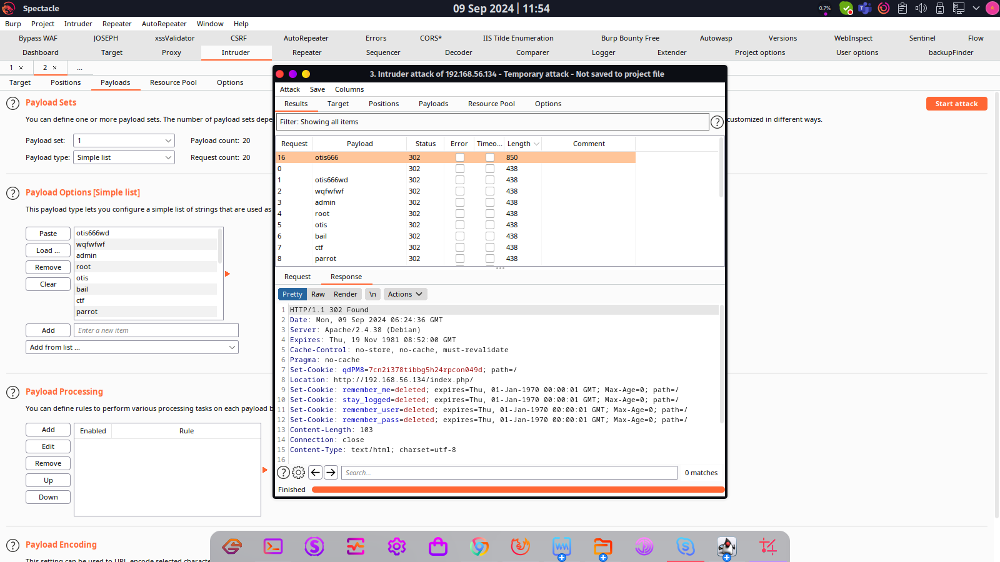 Spectacle
09 Sep 2024 | 11:54
0.7%
Burp Project Intruder Repeater AutoRepeater Window Help
Bypass WAF JOSEPH xssValidator CSRF AutoRepeater Errors CORS* IIS Tilde Enumeration Burp Bounty Free Autowasp Versions WebInspect Sentinel Flow
Dashboard Target Proxy Intruder Repeater Sequencer Decoder Comparer Logger Extender Project options User options backupFinder
1 × 2 × ...
Target Positions Payloads Resource Pool Options
? Payload Sets
Start attack
You can define one or more payload sets. The number of payload sets depe
customized in different ways.
Payload set: 1 Payload count: 20
Payload type: Simple list Request count: 20
? Payload Options [Simple list]
This payload type lets you configure a simple list of strings that are used as
Paste
Load ...
Remove
Clear
otis666wd
wqfwfwf
admin
root
otis
bail
ctf
parrot
Add Enter a new item
Add from list ...
? Payload Processing
You can define rules to perform various processing tasks on each payload b
Add
Edit
Remove
Up
Down
Enabled Rule
? Payload Encoding
This setting can be used to URL-encode selected characte
3. Intruder attack of 192.168.56.134 - Temporary attack - Not saved to project file
Attack Save Columns
Results Target Positions Payloads Resource Pool Options
Filter: Showing all items ?
Request Payload Status Error Timeo... Length Comment
16 otis666 302 850
0 302 438
1 otis666wd 302 438
2 wqfwfwf 302 438
3 admin 302 438
4 root 302 438
5 otis 302 438
6 bail 302 438
7 ctf 302 438
8 parrot 302 438
Request Response
Pretty Raw Render \n Actions
1 HTTP/1.1 302 Found
2 Date: Mon, 09 Sep 2024 06:24:36 GMT
3 Server: Apache/2.4.38 (Debian)
4 Expires: Thu, 19 Nov 1981 08:52:00 GMT
5 Cache-Control: no-store, no-cache, must-revalidate
6 Pragma: no-cache
7 Set-Cookie: qdPM8=7cn2i378tibbg5h24rpcon049d; path=/
8 Location: http://192.168.56.134/index.php/
9 Set-Cookie: remember_me=deleted; expires=Thu, 01-Jan-1970 00:00:01 GMT; Max-Age=0; path=/
10 Set-Cookie: stay_logged=deleted; expires=Thu, 01-Jan-1970 00:00:01 GMT; Max-Age=0; path=/
11 Set-Cookie: remember_user=deleted; expires=Thu, 01-Jan-1970 00:00:01 GMT; Max-Age=0; path=/
12 Set-Cookie: remember_pass=deleted; expires=Thu, 01-Jan-1970 00:00:01 GMT; Max-Age=0; path=/
13 Content-Length: 103
14 Connection: close
15 Content-Type: text/html; charset=utf-8
16
? Search... 0 matches
Finished